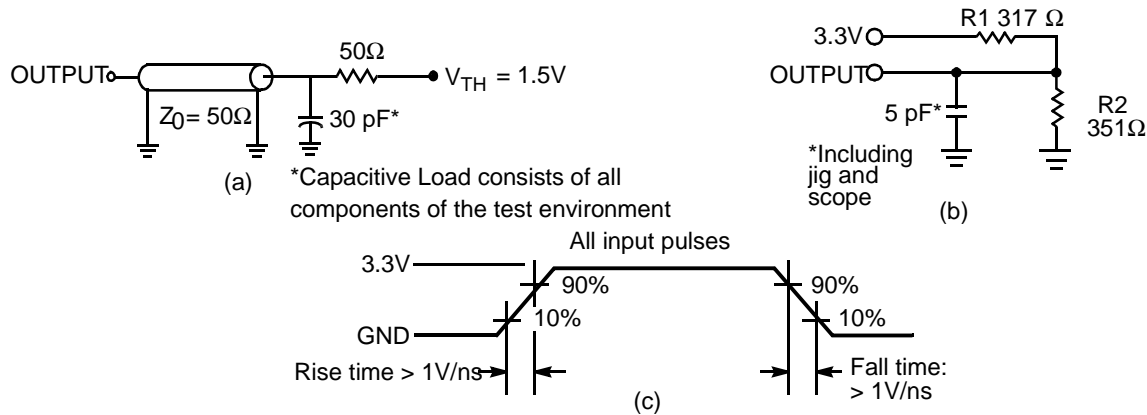 50Ω
OUTPUT
V_TH = 1.5V
Z_0= 50Ω
30 pF*
(a)
*Capacitive Load consists of all
components of the test environment
R1 317 Ω
3.3V
OUTPUT
5 pF*
R2
351Ω
*Including
jig and
scope
(b)
All input pulses
3.3V
90%
10%
GND
90%
10%
Rise time > 1V/ns
Fall time:
> 1V/ns
(c)